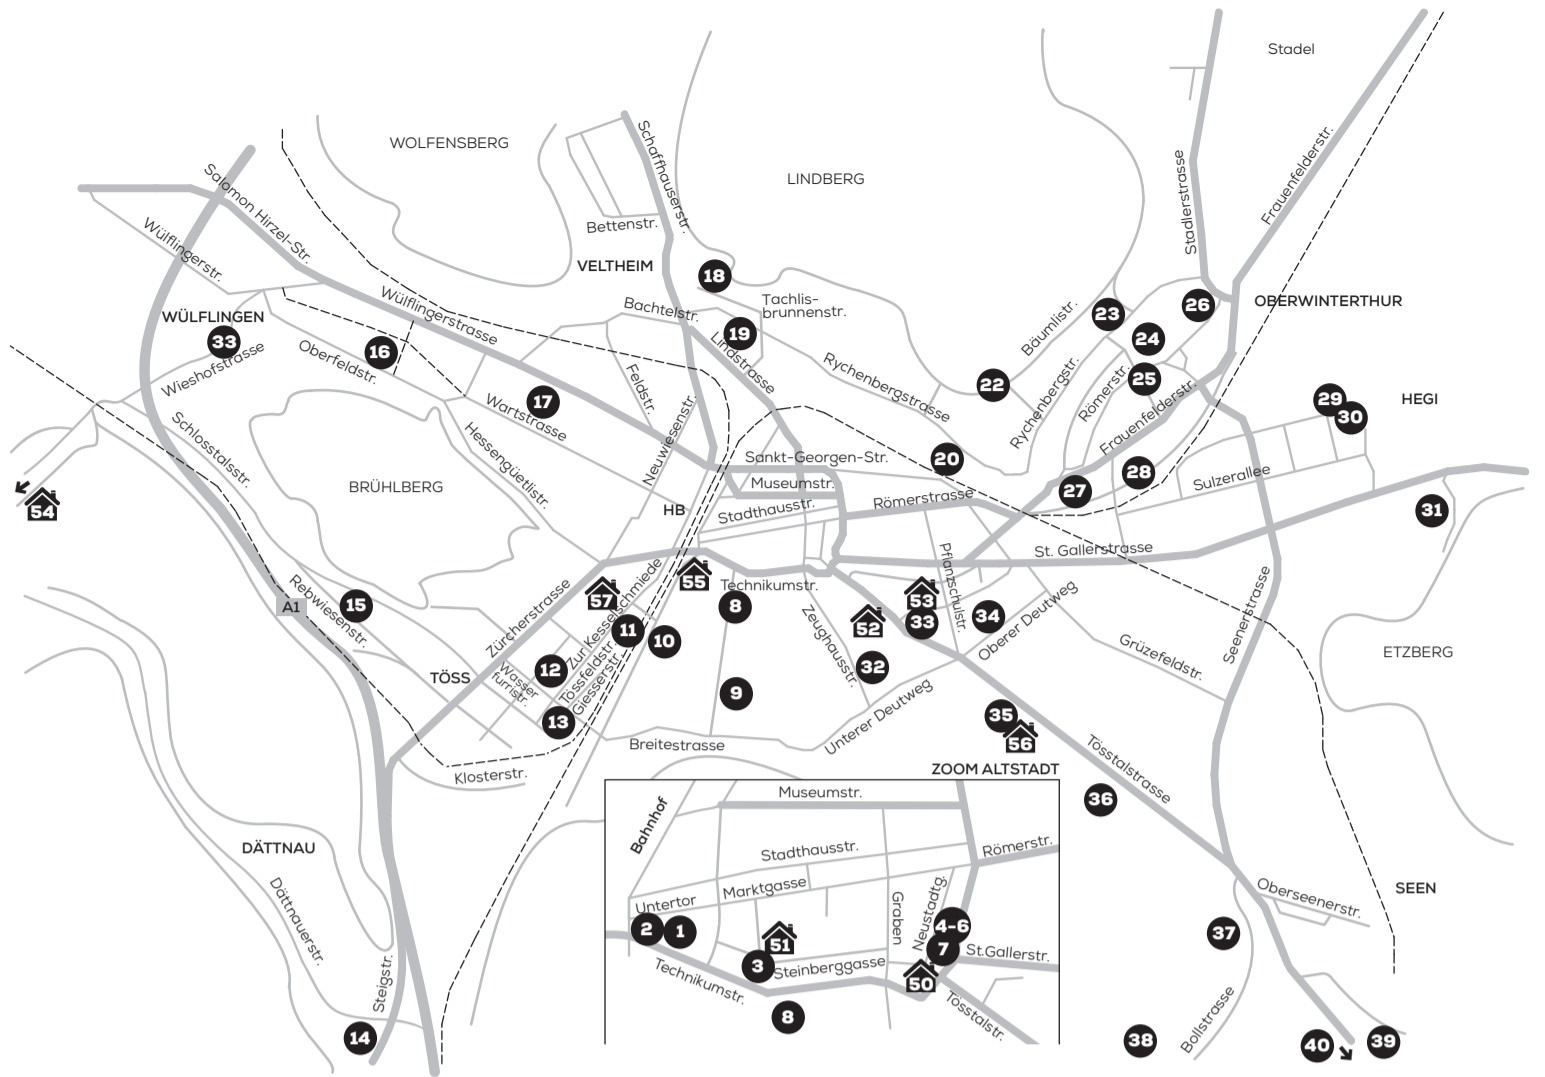 Stadel
WOLFENSBERG
LINDBERG
Schaffhauserstr.
Stadlerstrasse
Frauenfelderstr.
Salomon Hirzel-Str.
Wülflingerstr.
Bettenstr.
VELTHEIM
18
Bachtelstr.
Tachlis-
brunnenstr.
26
OBERWINTERTHUR
WÜLFLINGEN
33
Wieshofstrasse
Wülflingerstrasse
16
Oberfeldstr.
19
Lindstrasse
Bäumlistr.
23
24
25
Rychenbergstrasse
22
Rychenbergstr.
Römerstr.
Frauenfelderstr.
29
30
HEGI
17
Wartstrasse
Feldstr.
Neuwiesenstr.
Schlosstalsstr.
Hessengüetlistr.
BRÜHLBERG
54
Sankt-Georgen-Str.
Museumstr.
Stadthausstr.
HB
20
Römerstrasse
27
28
Sulzerallee
31
St. Gallerstrasse
A1
Rebwiesenstr.
15
Zürcherstrasse
57
55
Technikumstr.
8
Zur Kesselschmiede
11
10
12
Tössfeldstr.
Giesserstr.
Wasser
furristr.
13
TÖSS
9
Zeughausstr.
52
53
33
Pflanzschulstr.
34
Oberer Deutweg
32
Unterer Deutweg
Grüzefeldstr.
Seenerstrasse
ETZBERG
Breitestrasse
Klosterstr.
35
56
Tösstalstrasse
36
DÄTTNAU
Dättnauerstr.
Steigstr.
14
ZOOM ALTSTADT
Bahnhof
Museumstr.
Stadthausstr.
Römerstr.
Marktgasse
Untertor
2
1
51
3
Graben
Neustadtg.
4-6
7
St.Gallerstr.
Steinberggasse
50
Technikumstr.
8
Tösstalstr.
Oberseenerstr.
SEEN
37
Bollstrasse
38
40
39